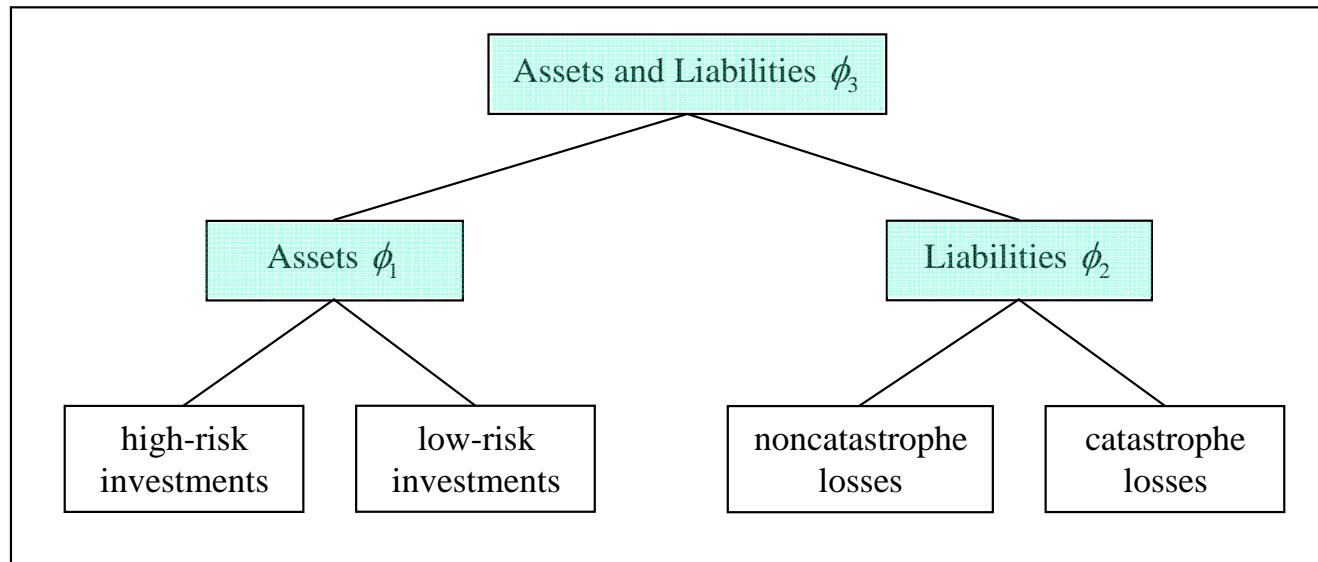 Assets and Liabilities ϕ₃
Assets ϕ₁
Liabilities ϕ₂
high-risk
investments
low-risk
investments
noncatastrophe
losses
catastrophe
losses